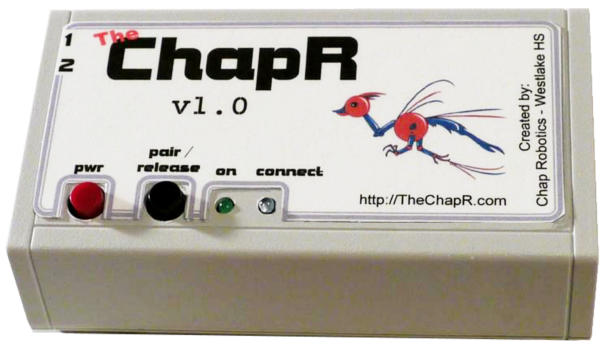 1
2
The
ChapR
v1.0
pwr
pair/
release
on
connect
http://TheChapR.com
Created by:
Chap Robotics - Westlake HS